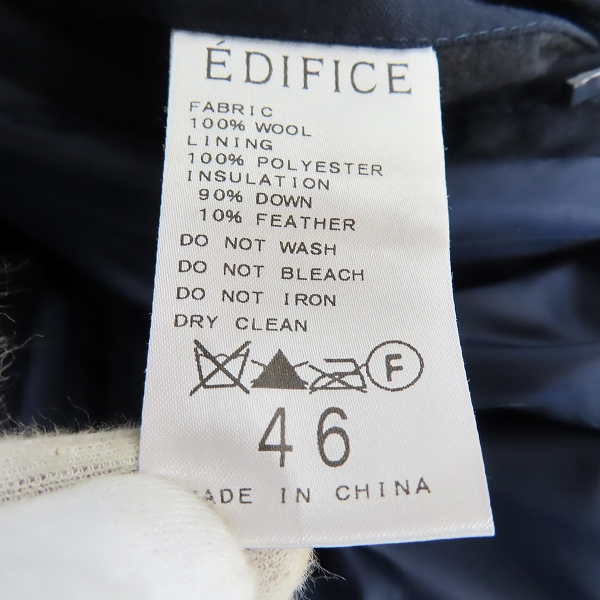 ÉDIFICE
FABRIC
100% WOOL
LINING
100% POLYESTER
INSULATION
90% DOWN
10% FEATHER
DO NOT WASH
DO NOT BLEACH
DO NOT IRON
DRY CLEAN
F
46
MADE IN CHINA